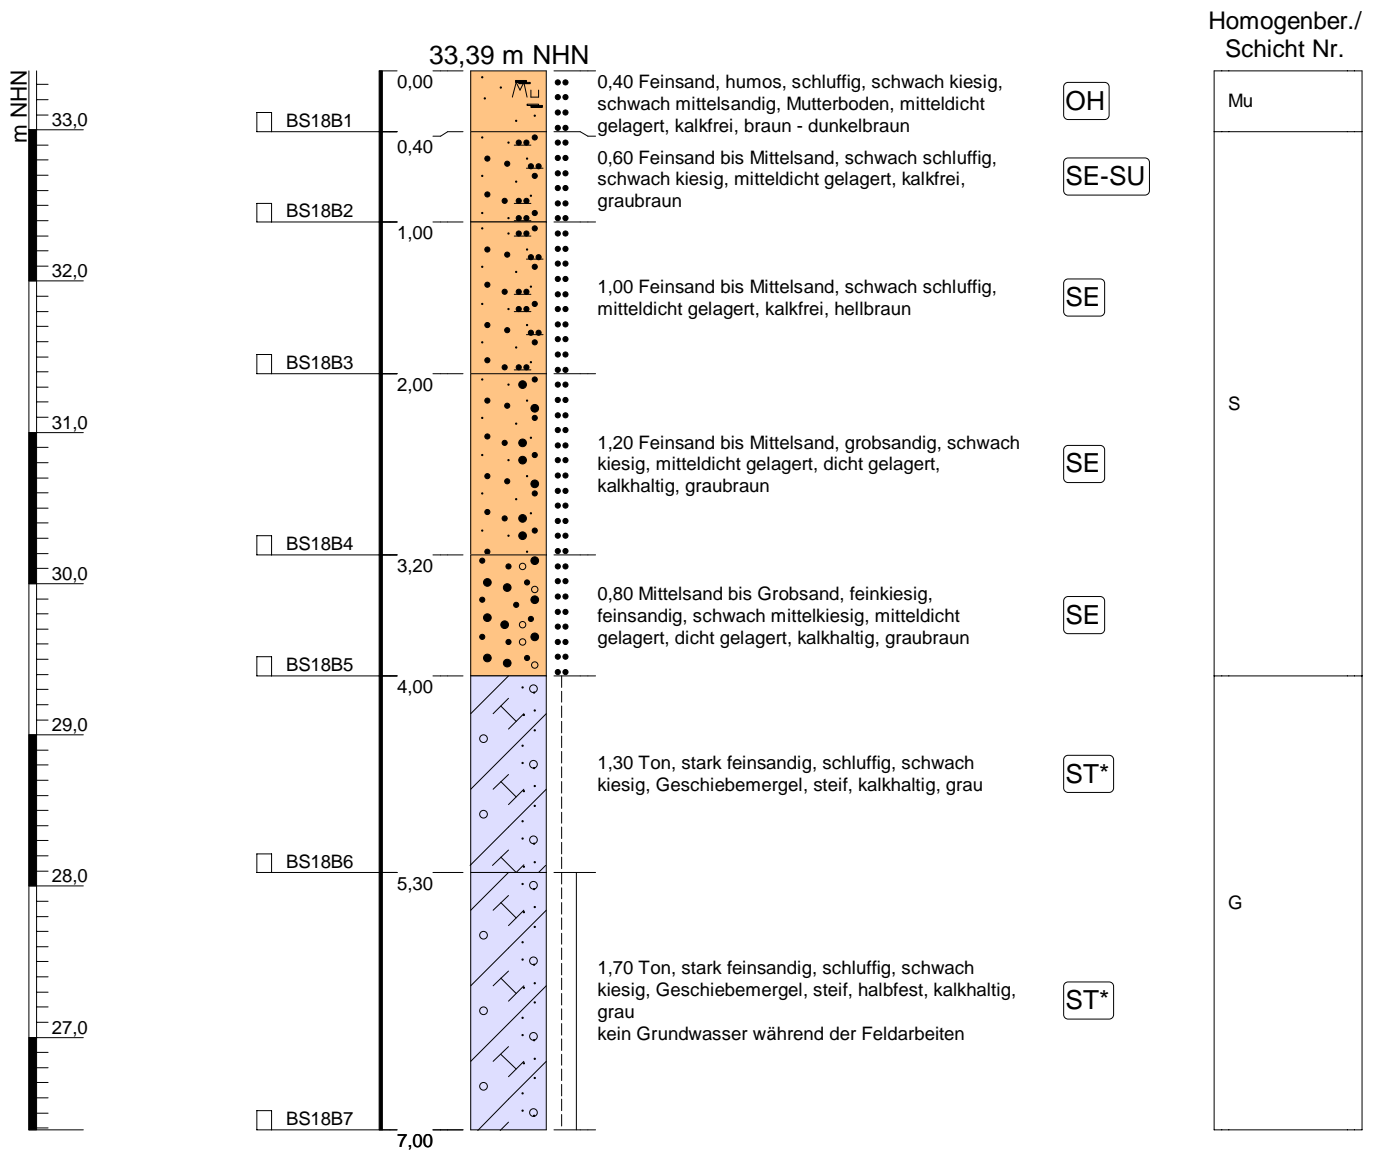 Homogenber./
Schicht Nr.
33,39 m NHN
m NHN
0,00
0,40 Feinsand, humos, schluffig, schwach kiesig,
schwach mittelsandig, Mutterboden, mitteldicht
gelagert, kalkfrei, braun - dunkelbraun
OH
Mu
33,0
BS18B1
0,40
0,60 Feinsand bis Mittelsand, schwach schluffig,
schwach kiesig, mitteldicht gelagert, kalkfrei,
graubraun
SE-SU
BS18B2
1,00
32,0
1,00 Feinsand bis Mittelsand, schwach schluffig,
mitteldicht gelagert, kalkfrei, hellbraun
SE
BS18B3
2,00
S
31,0
1,20 Feinsand bis Mittelsand, grobsandig, schwach
kiesig, mitteldicht gelagert, dicht gelagert,
kalkhaltig, graubraun
SE
BS18B4
3,20
30,0
0,80 Mittelsand bis Grobsand, feinkiesig,
feinsandig, schwach mittelkiesig, mitteldicht
gelagert, dicht gelagert, kalkhaltig, graubraun
SE
BS18B5
4,00
29,0
1,30 Ton, stark feinsandig, schluffig, schwach
kiesig, Geschiebemergel, steif, kalkhaltig, grau
ST*
BS18B6
5,30
28,0
G
1,70 Ton, stark feinsandig, schluffig, schwach
kiesig, Geschiebemergel, steif, halbfest, kalkhaltig,
grau
kein Grundwasser während der Feldarbeiten
ST*
27,0
BS18B7
7,00